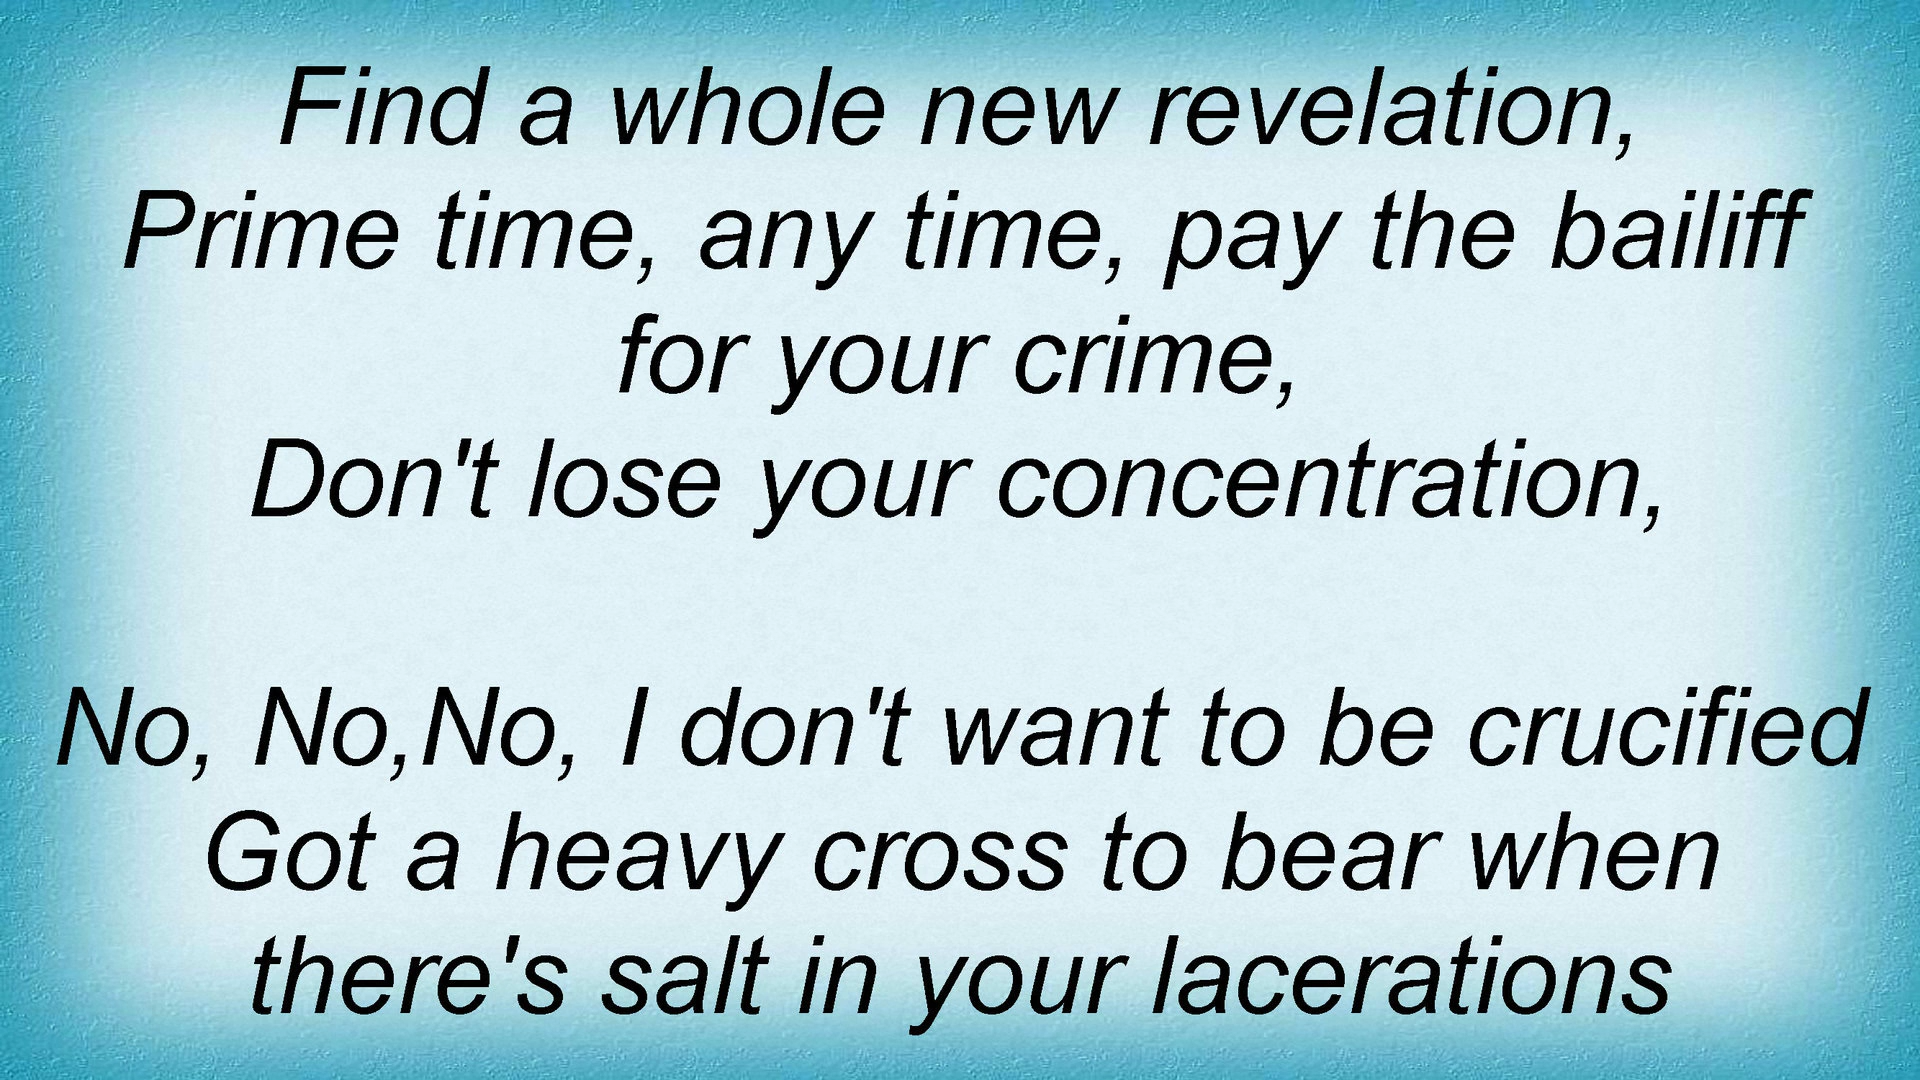 Find a whole new revelation,
Prime time, any time, pay the bailiff
for your crime,
Don't lose your concentration,
No, No,No, I don't want to be crucified
Got a heavy cross to bear when
there's salt in your lacerations